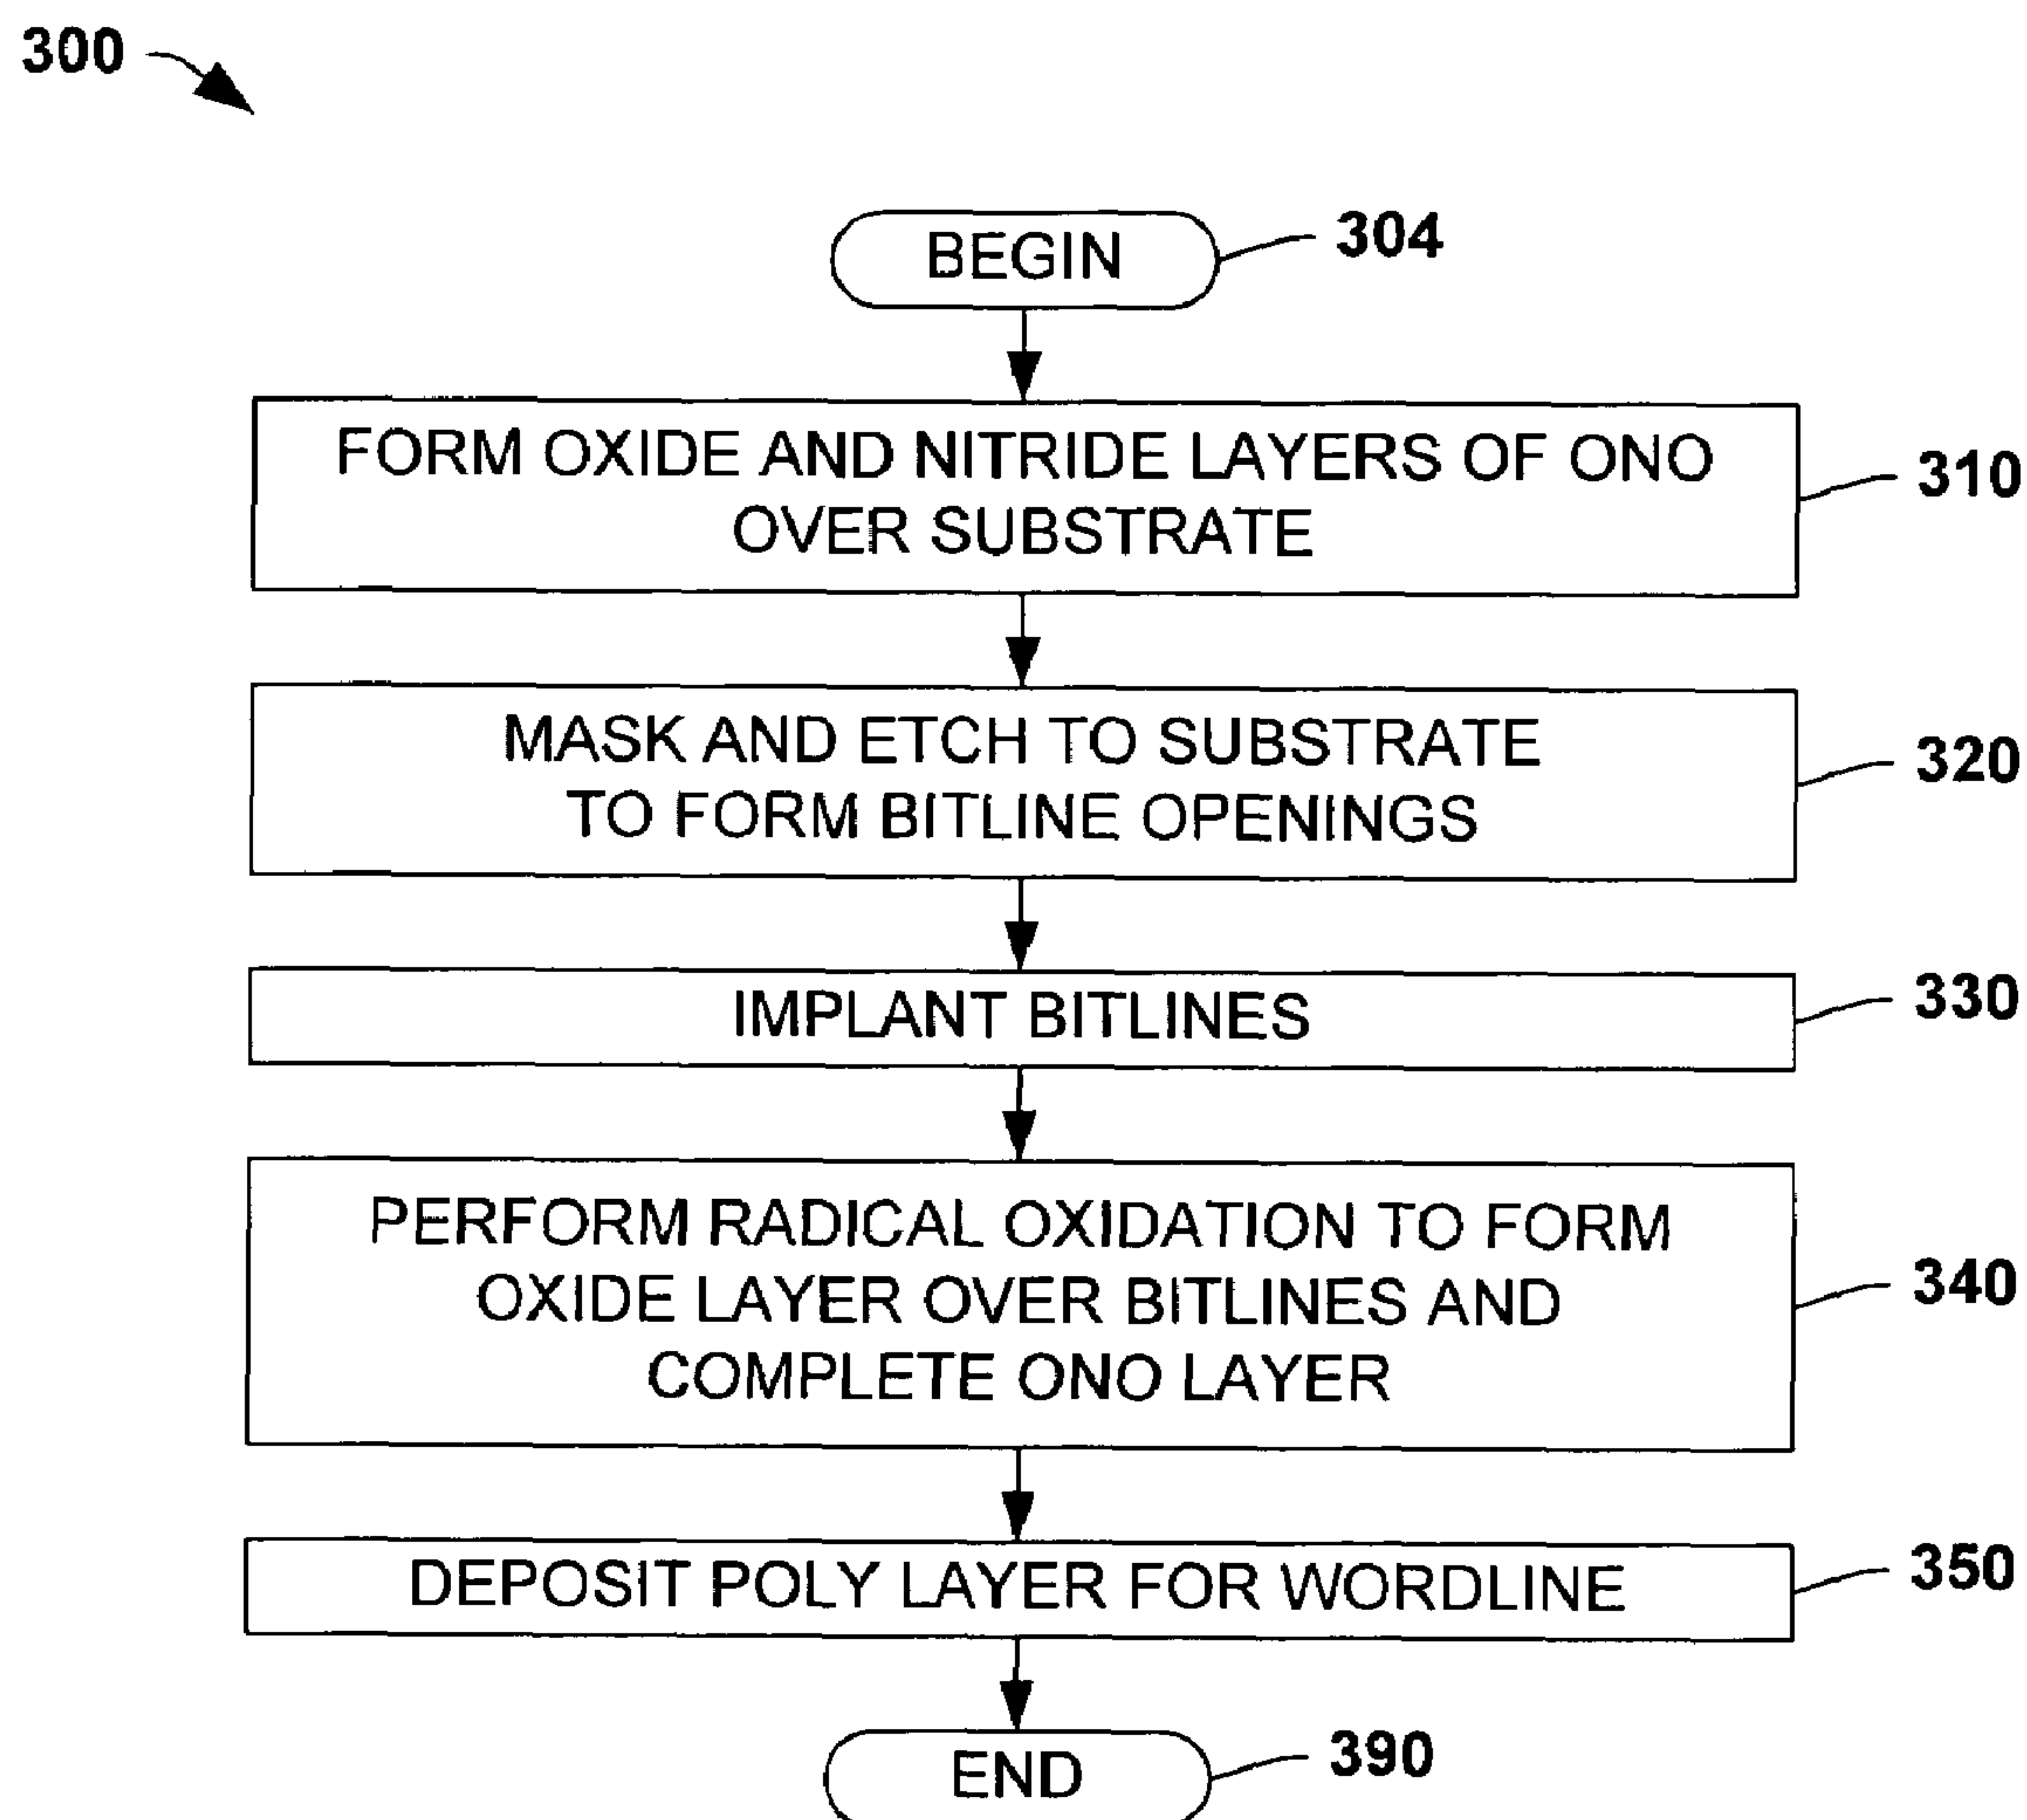 300
BEGIN
304
FORM OXIDE AND NITRIDE LAYERS OF ONO
OVER SUBSTRATE
310
MASK AND ETCH TO SUBSTRATE
TO FORM BITLINE OPENINGS
320
IMPLANT BITLINES
330
PERFORM RADICAL OXIDATION TO FORM
OXIDE LAYER OVER BITLINES AND
COMPLETE ONO LAYER
340
DEPOSIT POLY LAYER FOR WORDLINE
350
END
390